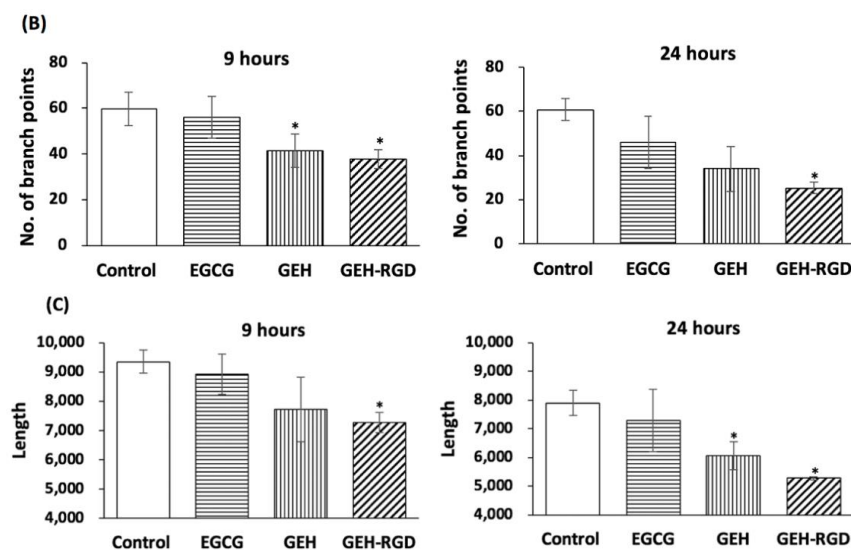 (B)
9 hours
No. of branch points
80
60
40
20
0
*
*
Control EGCG GEH GEH-RGD
24 hours
No. of branch points
80
60
40
20
0
*
Control EGCG GEH GEH-RGD
(C)
9 hours
Length
10,000
9,000
8,000
7,000
6,000
5,000
4,000
*
Control EGCG GEH GEH-RGD
24 hours
Length
10,000
9,000
8,000
7,000
6,000
5,000
4,000
*
*
Control EGCG GEH GEH-RGD